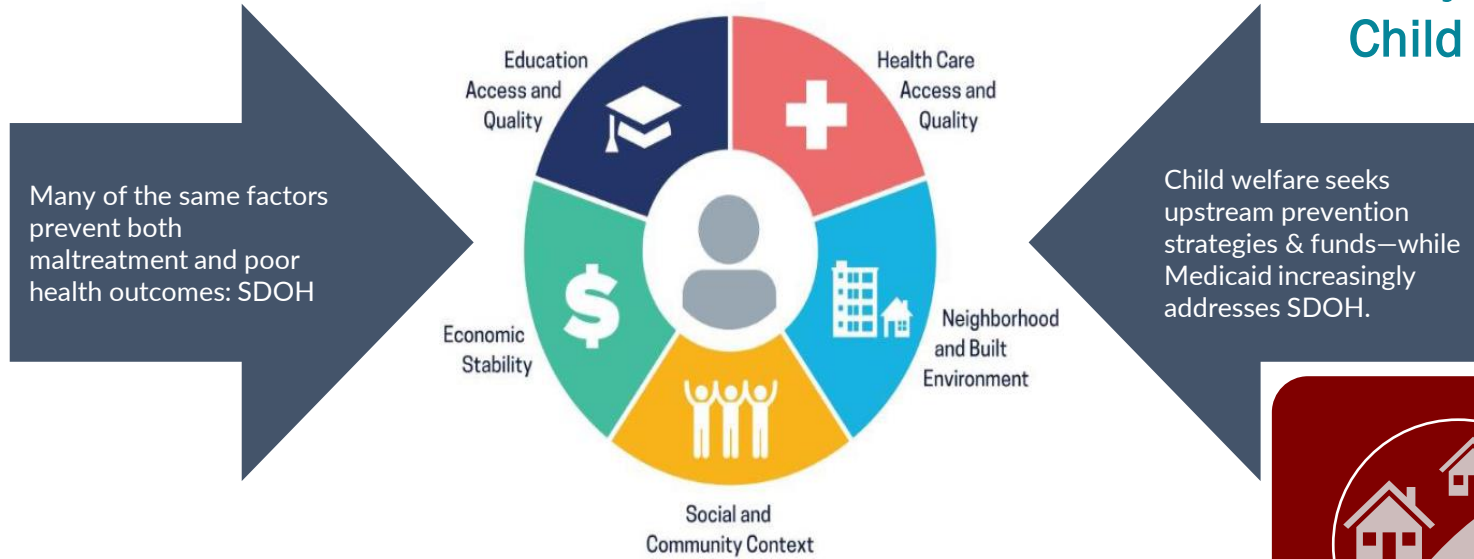 Child
Education
Access and
Quality
Health Care
Access and
Quality
Many of the same factors
prevent both
maltreatment and poor
health outcomes: SDOH
Child welfare seeks
upstream prevention
strategies & funds—while
Medicaid increasingly
addresses SDOH.
$
Economic
Stability
Neighborhood
and Built
Environment
Social and
Community Context